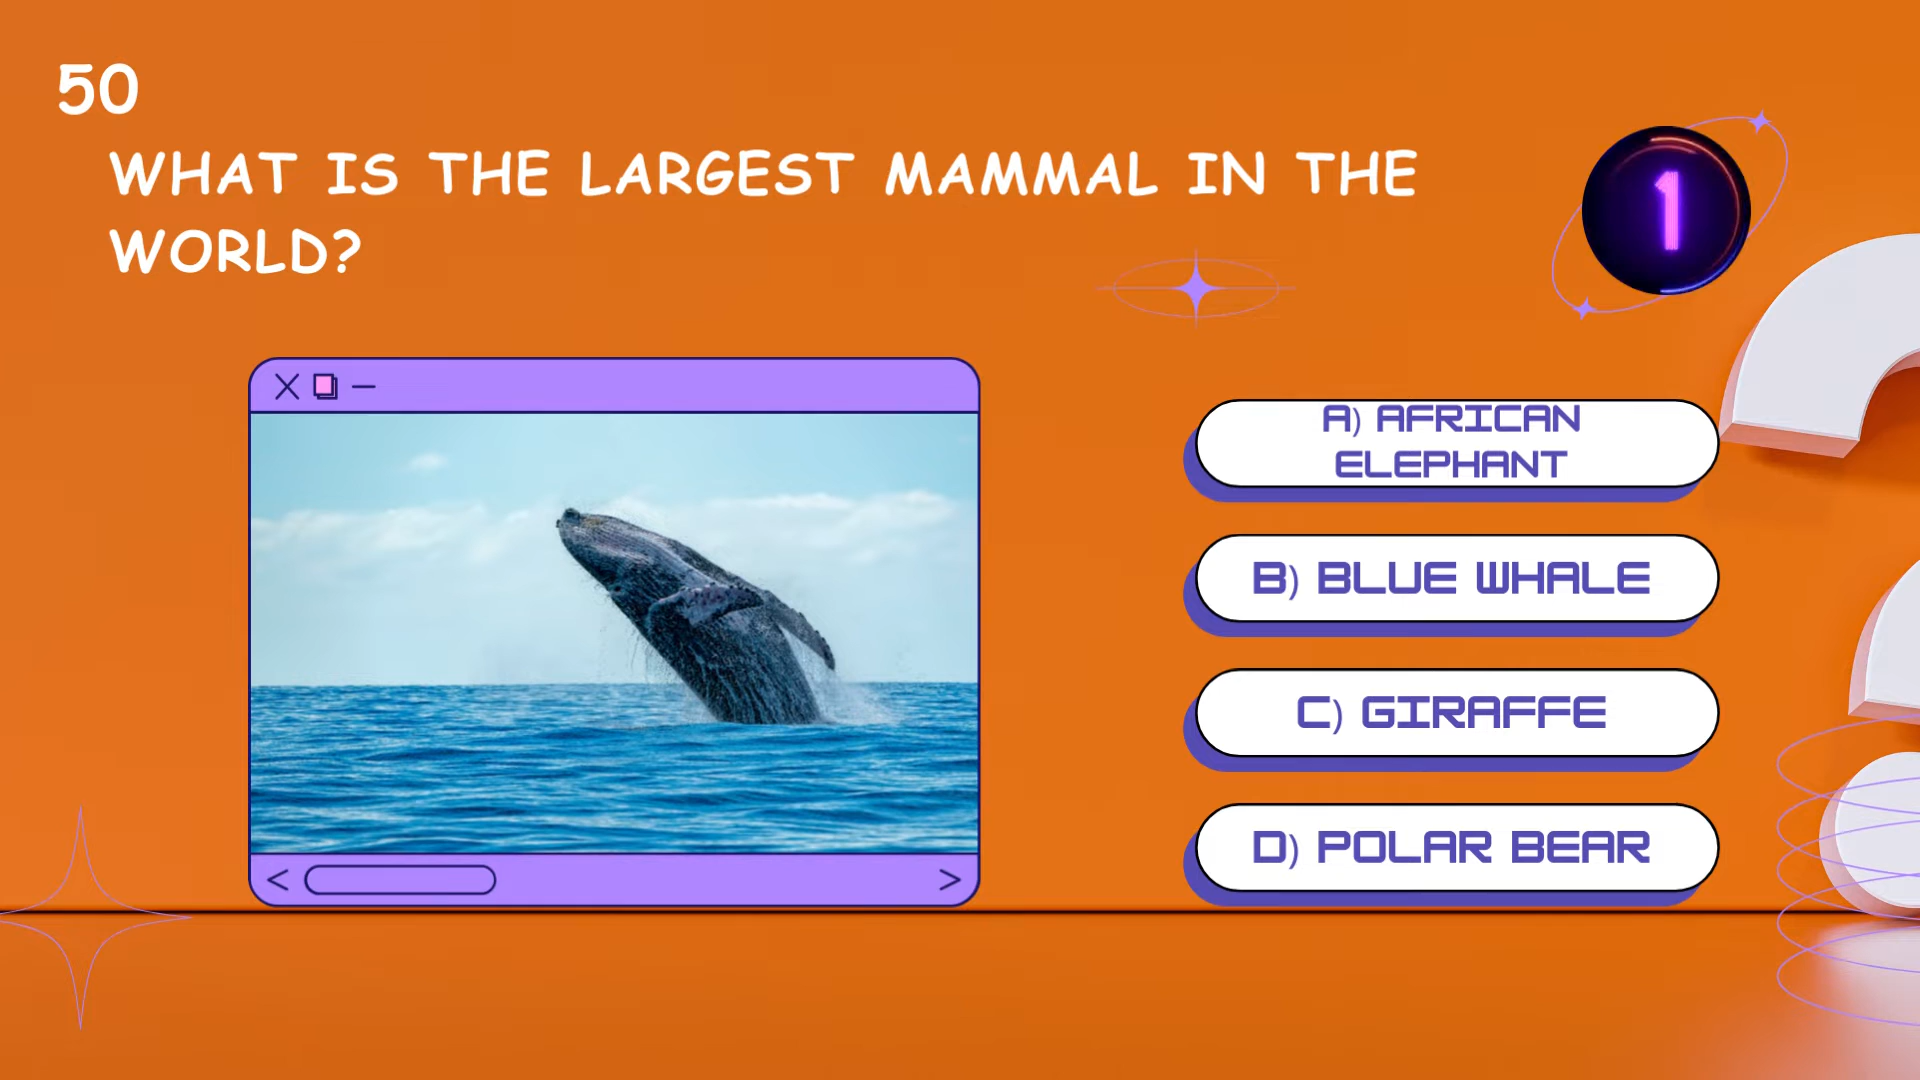 50
WHAT IS THE LARGEST MAMMAL IN THE
WORLD?
1
A) AFRICAN
ELEPHANT
B) BLUE WHALE
C) GIRAFFE
D) POLAR BEAR